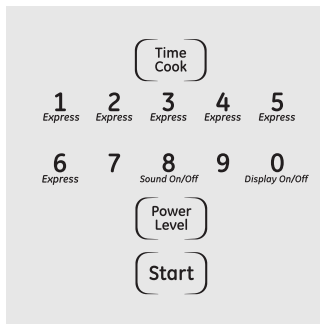 Time
Cook
1 2 3 4 5
Express Express Express Express Express
6 7 8 9 0
Express Sound On/Off Display On/Off
Power
Level
Start